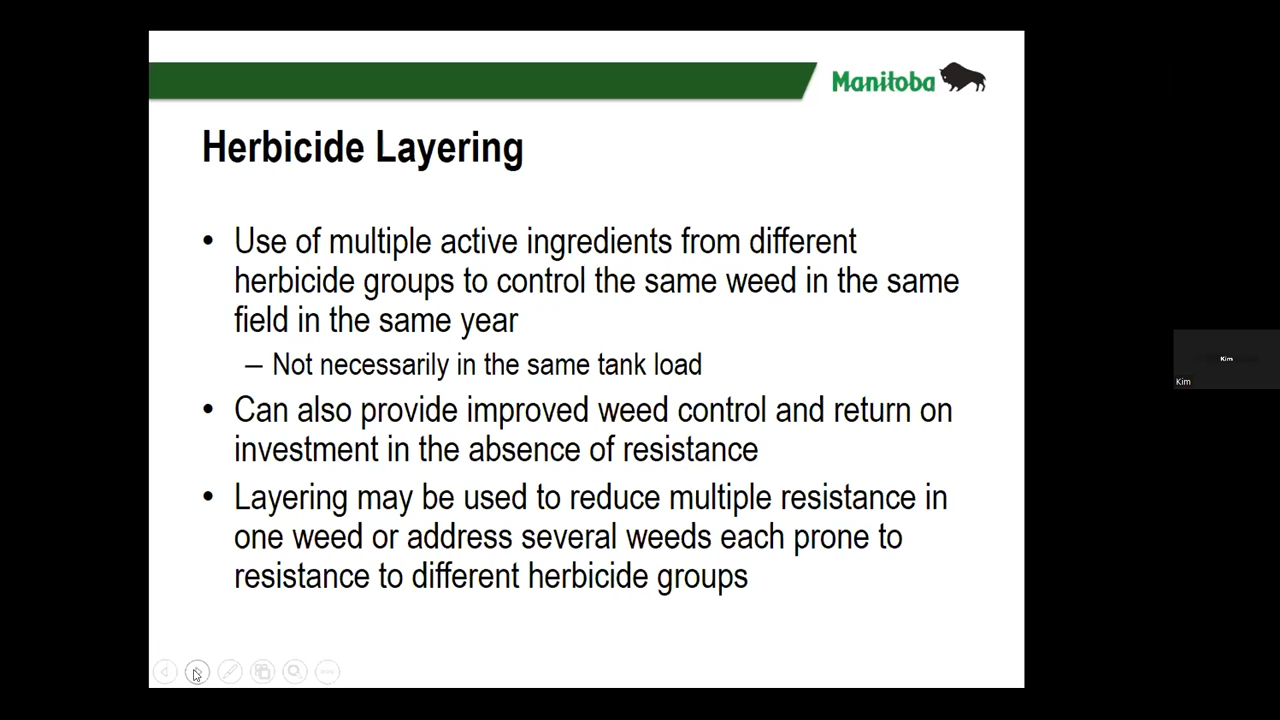 Manitoba
Herbicide Layering
• Use of multiple active ingredients from different
herbicide groups to control the same weed in the same
field in the same year
– Not necessarily in the same tank load
• Can also provide improved weed control and return on
investment in the absence of resistance
• Layering may be used to reduce multiple resistance in
one weed or address several weeds each prone to
resistance to different herbicide groups
Kim
Kim